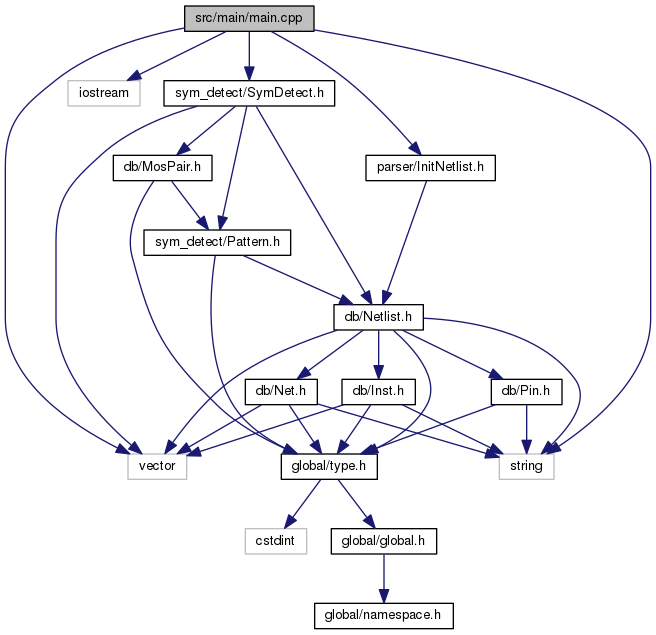 src/main/main.cpp
iostream
sym_detect/SymDetect.h
db/MosPair.h
parser/InitNetlist.h
sym_detect/Pattern.h
db/Netlist.h
db/Net.h
db/Inst.h
db/Pin.h
vector
global/type.h
string
cstdint
global/global.h
global/namespace.h